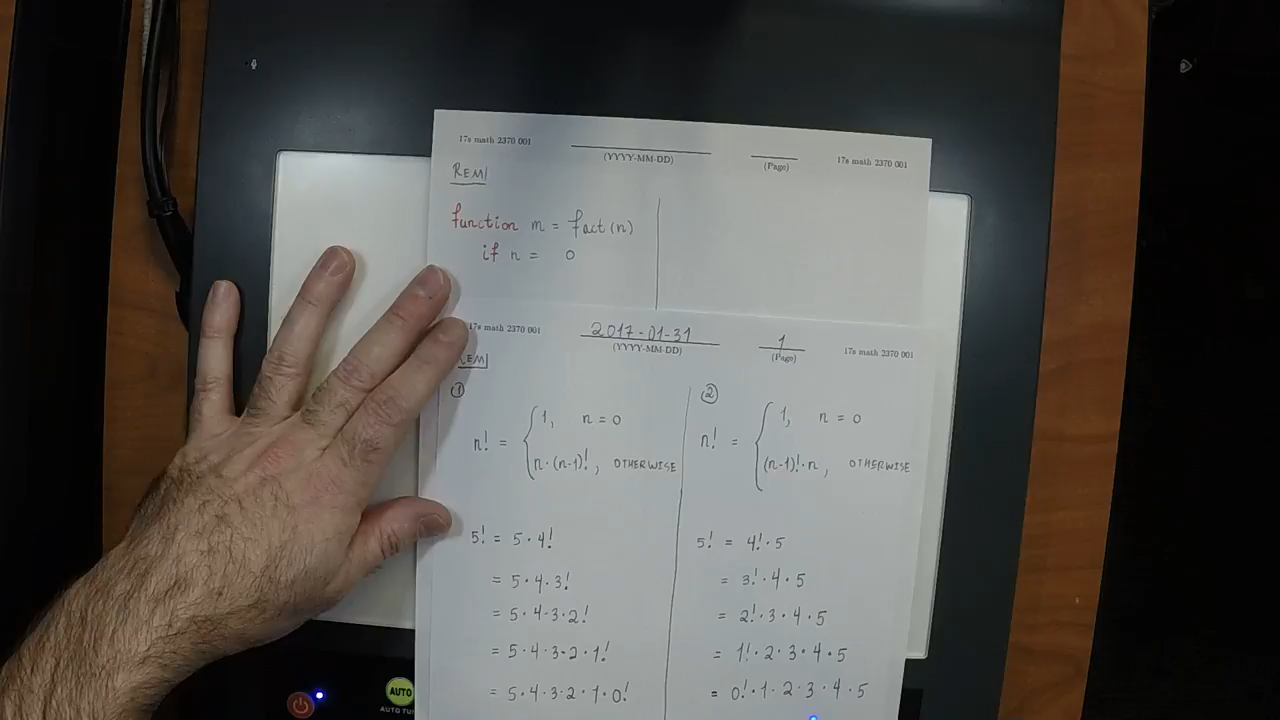 17s math 2370 001
(YYYY-MM-DD)
(Page)
17s math 2370 001
REM
function m = fact(n)
if n = 0
17s math 2370 001
2017-01-31
(YYYY-MM-DD)
1
(Page)
17s math 2370 001
REM
①
n! = { 1, n = 0
n·(n-1)!, OTHERWISE
5! = 5·4!
= 5·4·3!
= 5·4·3·2!
= 5·4·3·2·1!
= 5·4·3·2·1·0!
②
n! = { 1, n = 0
(n-1)!·n, OTHERWISE
5! = 4!·5
= 3!·4·5
= 2!·3·4·5
= 1!·2·3·4·5
= 0!·1·2·3·4·5
AUTO